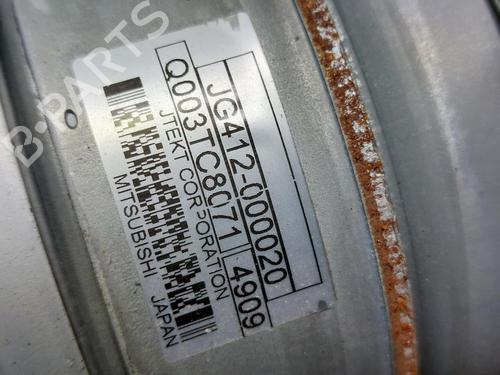 B-PARTS
JG412-000020
Q003TC8071 4909
JTEKT CORPORATION
MITSUBISHI JAPAN